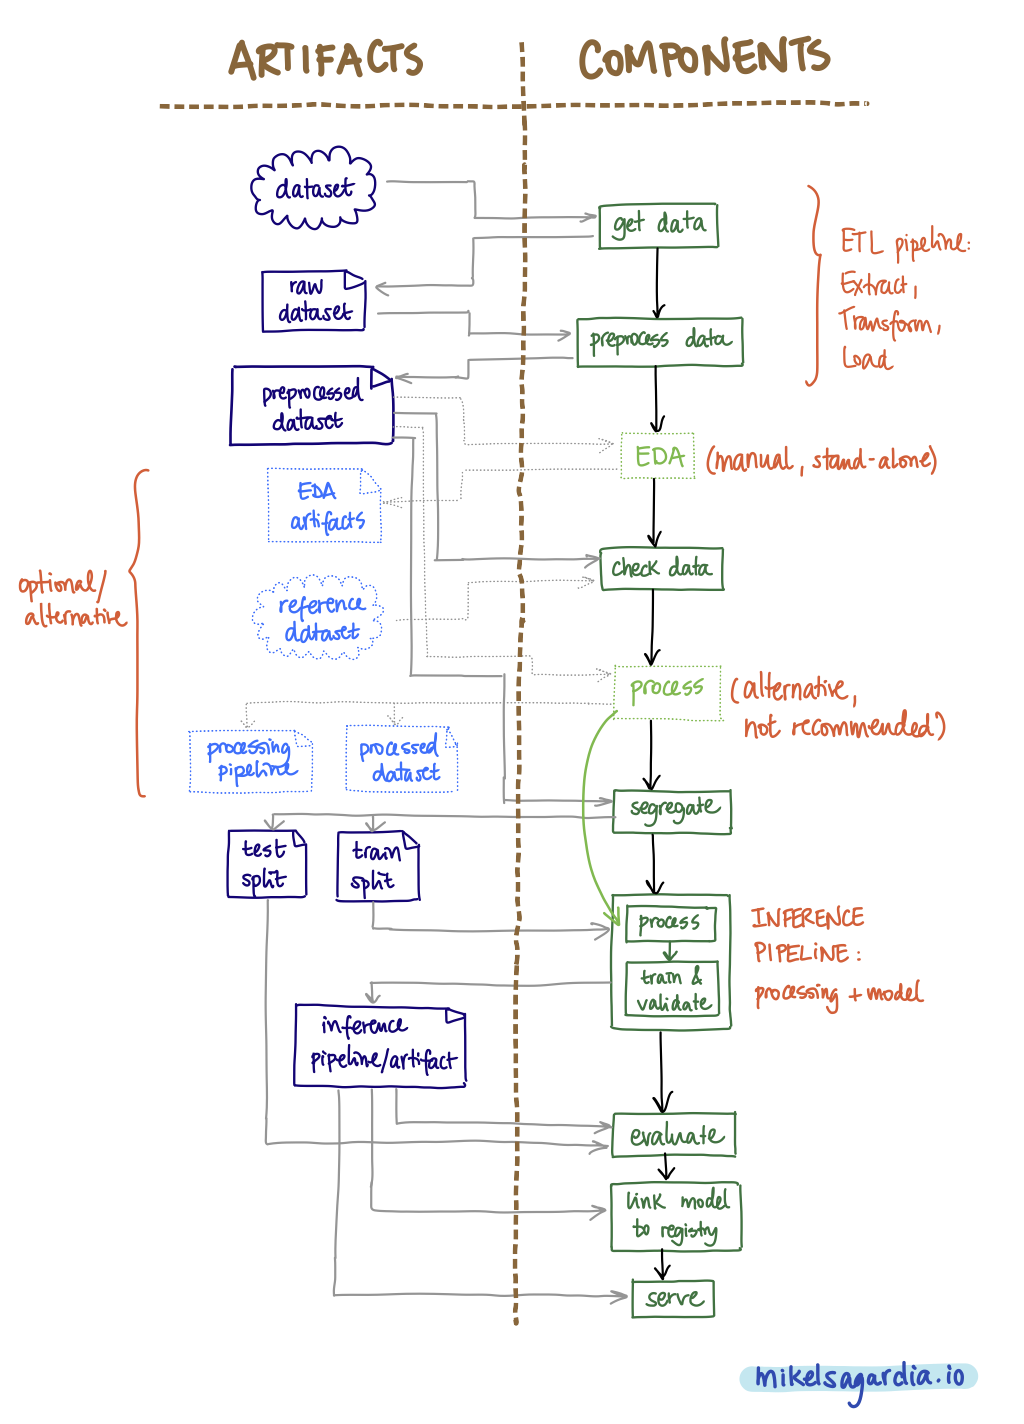 ARTIFACTS
COMPONENTS
dataset
get data
ETL pipeline:
Extract,
Transform,
Load
raw
dataset
preprocess data
preprocessed
dataset
EDA
(manual, stand-alone)
EDA
artifacts
check data
optional/
alternative
reference
dataset
process
(alternative,
not recommended)
processing
pipeline
processed
dataset
segregate
test
split
train
split
process
train &
validate
INFERENCE
PIPELINE:
processing + model
inference
pipeline/artifact
evaluate
link model
to registry
serve
mikelsagardia.io